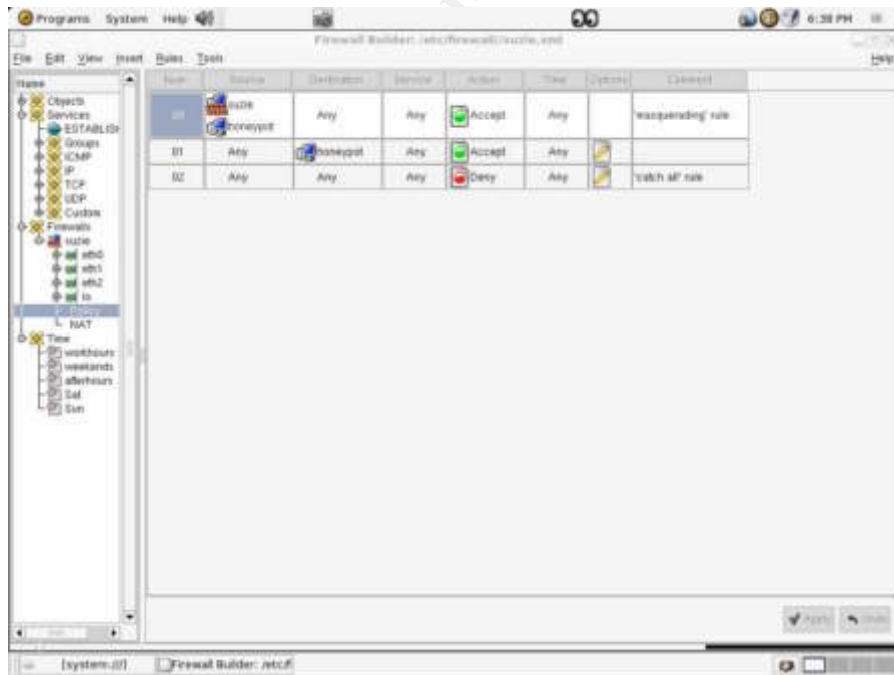 Programs System Help 6:38 PM
Firewall Builder: /etc/firewall/suzie.xml
File Edit View Insert Rules Tools Help
Name
Objects
Services
ESTABLISH
Groups
ICMP
IP
TCP
UDP
Custom
Firewalls
suzie
eth0
eth1
eth2
lo
Policy
NAT
Time
workhours
weekends
afterhours
Sat
Sun
Num Source Destination Service Action Time Options Comment
00 suzie honeypot Any Any Accept Any 'masquerading' rule
01 Any honeypot Any Accept Any
02 Any Any Any Deny Any 'catch all' rule
Apply Undo
[system:///] Firewall Builder: /etc/f